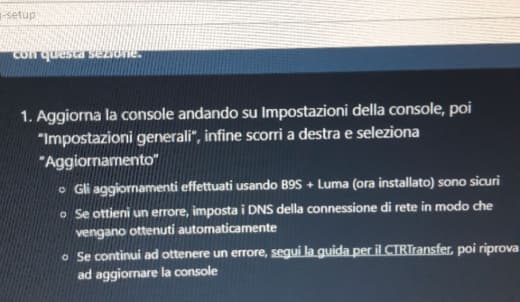 -setup
con questa sezione.
1. Aggiorna la console andando su Impostazioni della console, poi
"Impostazioni generali", infine scorri a destra e seleziona
"Aggiornamento"
○ Gli aggiornamenti effettuati usando B9S + Luma (ora installato) sono sicuri
○ Se ottieni un errore, imposta i DNS della connessione di rete in modo che
vengano ottenuti automaticamente
○ Se continui ad ottenere un errore, segui la guida per il CTRTransfer, poi riprova
ad aggiornare la console